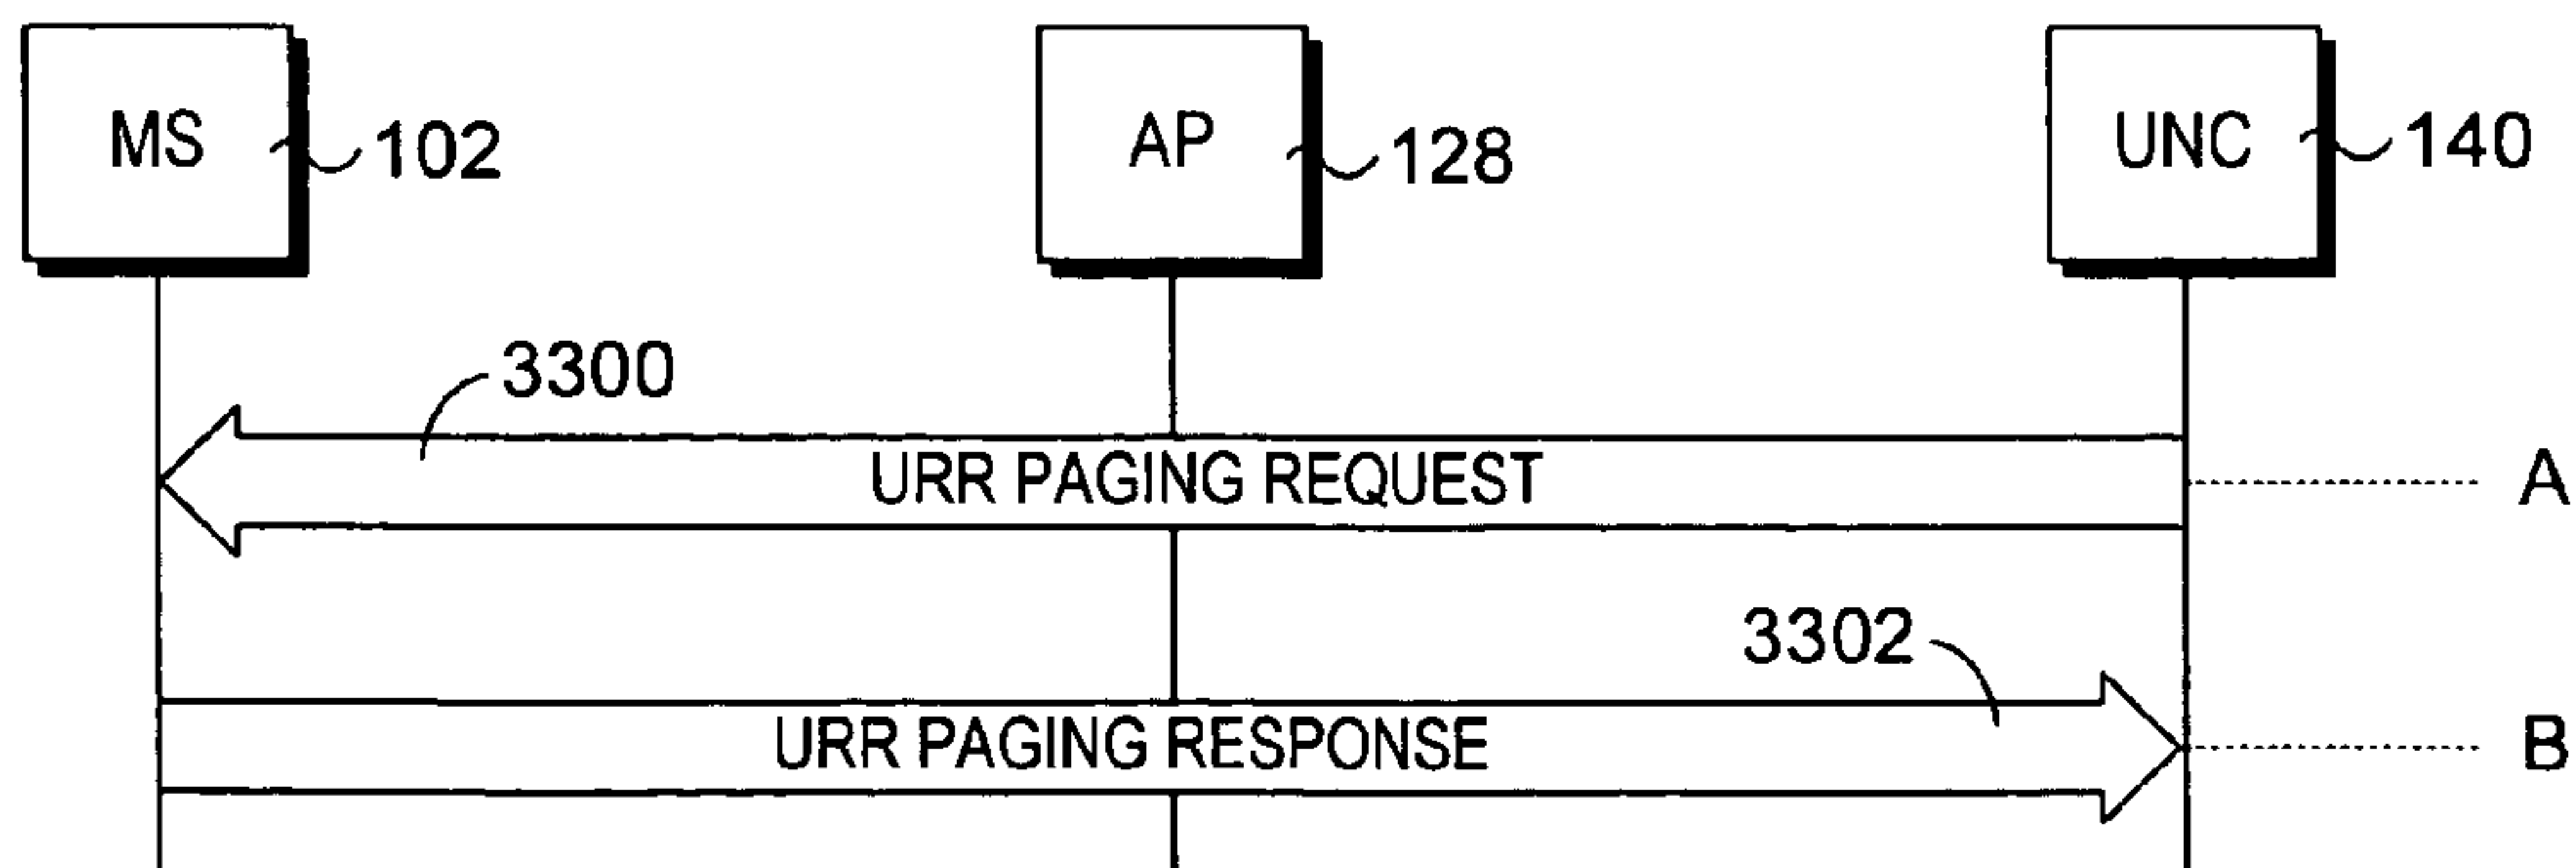 MS
102
AP
128
UNC
140
3300
URR PAGING REQUEST
A
3302
URR PAGING RESPONSE
B